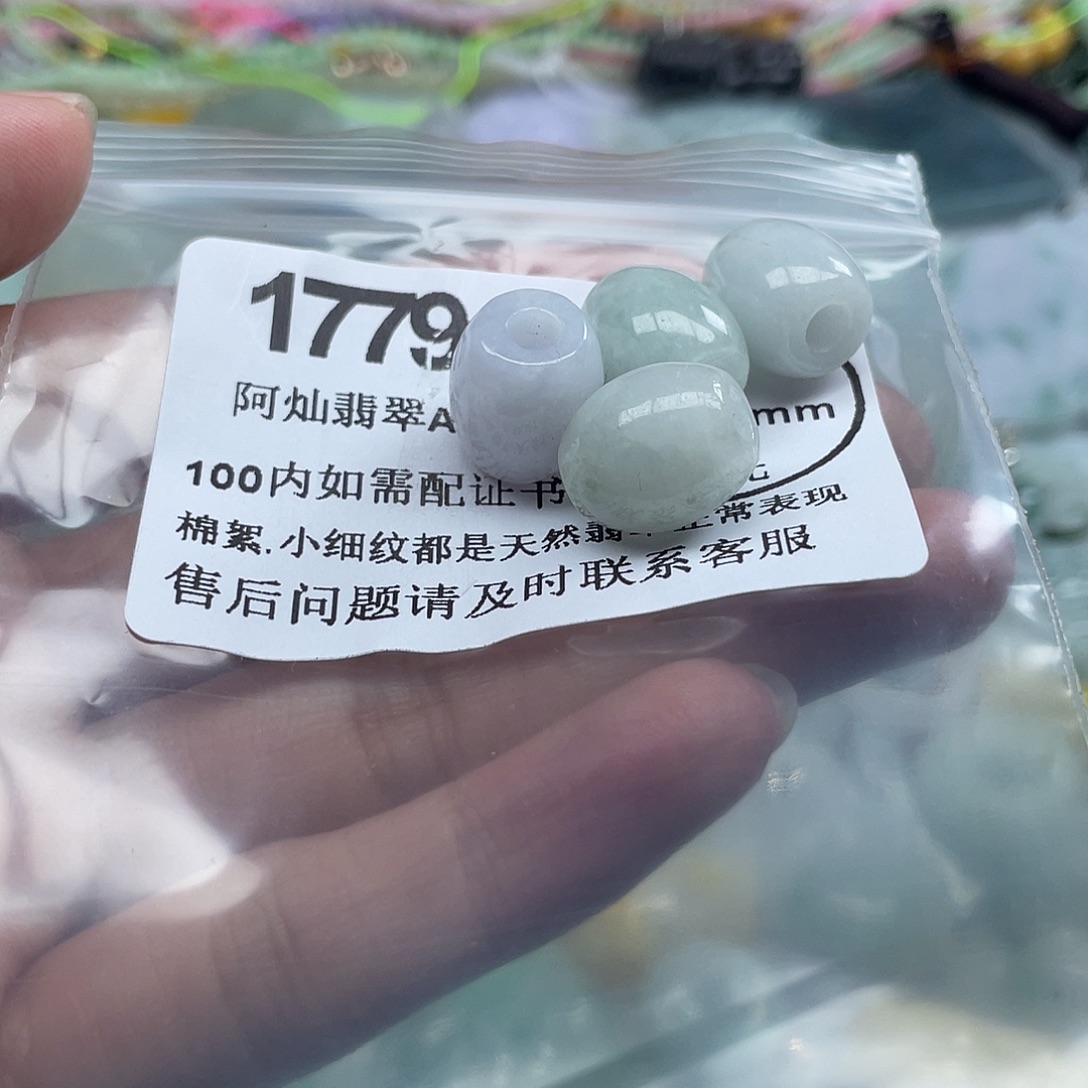 1779
阿灿翡翠A mm
100内如需配证书
棉絮.小细纹都是天然翡 正常表现
售后问题请及时联系客服